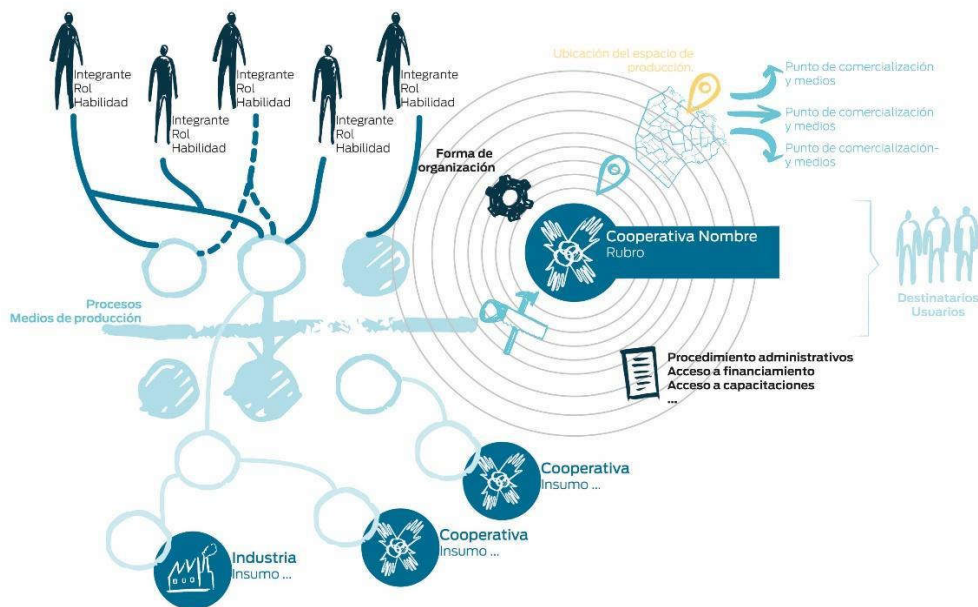 Integrante
Rol
Habilidad
Integrante
Rol
Habilidad
Integrante
Rol
Habilidad
Integrante
Rol
Habilidad
Integrante
Rol
Habilidad
Ubicación del espacio de
producción.
Punto de comercialización
y medios
Punto de comercialización
y medios
Punto de comercialización-
y medios
Forma de
organización
Cooperativa Nombre
Rubro
Destinatarios
Usuarios
Procesos
Medios de producción
Procedimiento administrativos
Acceso a financiamiento
Acceso a capacitaciones
...
Cooperativa
Insumo ...
Cooperativa
Insumo ...
Industria
Insumo ...